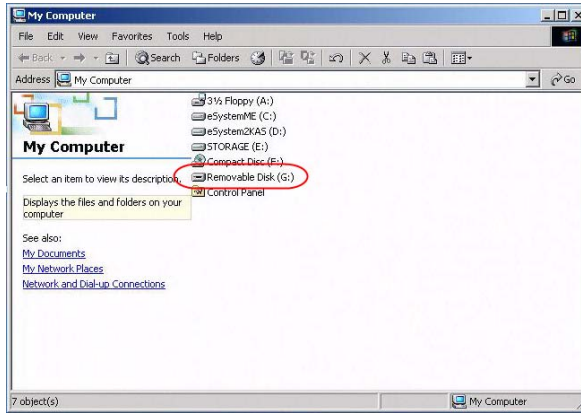 My Computer
File Edit View Favorites Tools Help
Back Search Folders
Address My Computer Go
3½ Floppy (A:)
eSystemME (C:)
eSystem2KAS (D:)
STORAGE (E:)
Compact Disc (F:)
Removable Disk (G:)
Control Panel
My Computer
Select an item to view its description.
Displays the files and folders on your
computer
See also:
My Documents
My Network Places
Network and Dial-up Connections
7 object(s) My Computer